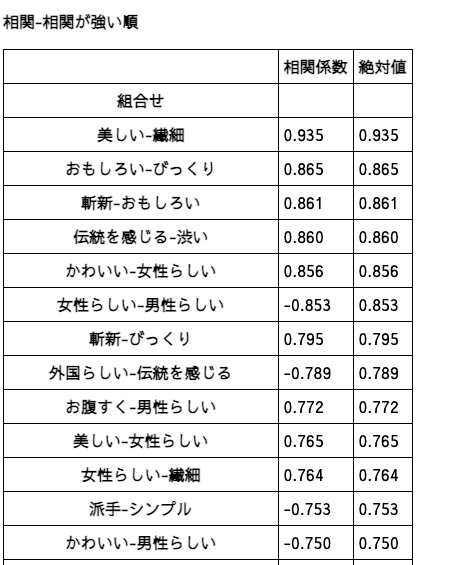 相関-相関が強い順
相関係数 絶対値
組合せ
美しい-繊細 0.935 0.935
おもしろい-びっくり 0.865 0.865
斬新-おもしろい 0.861 0.861
伝統を感じる-渋い 0.860 0.860
かわいい-女性らしい 0.856 0.856
女性らしい-男性らしい -0.853 0.853
斬新-びっくり 0.795 0.795
外国らしい-伝統を感じる -0.789 0.789
お腹すく-男性らしい 0.772 0.772
美しい-女性らしい 0.765 0.765
女性らしい-繊細 0.764 0.764
派手-シンプル -0.753 0.753
かわいい-男性らしい -0.750 0.750